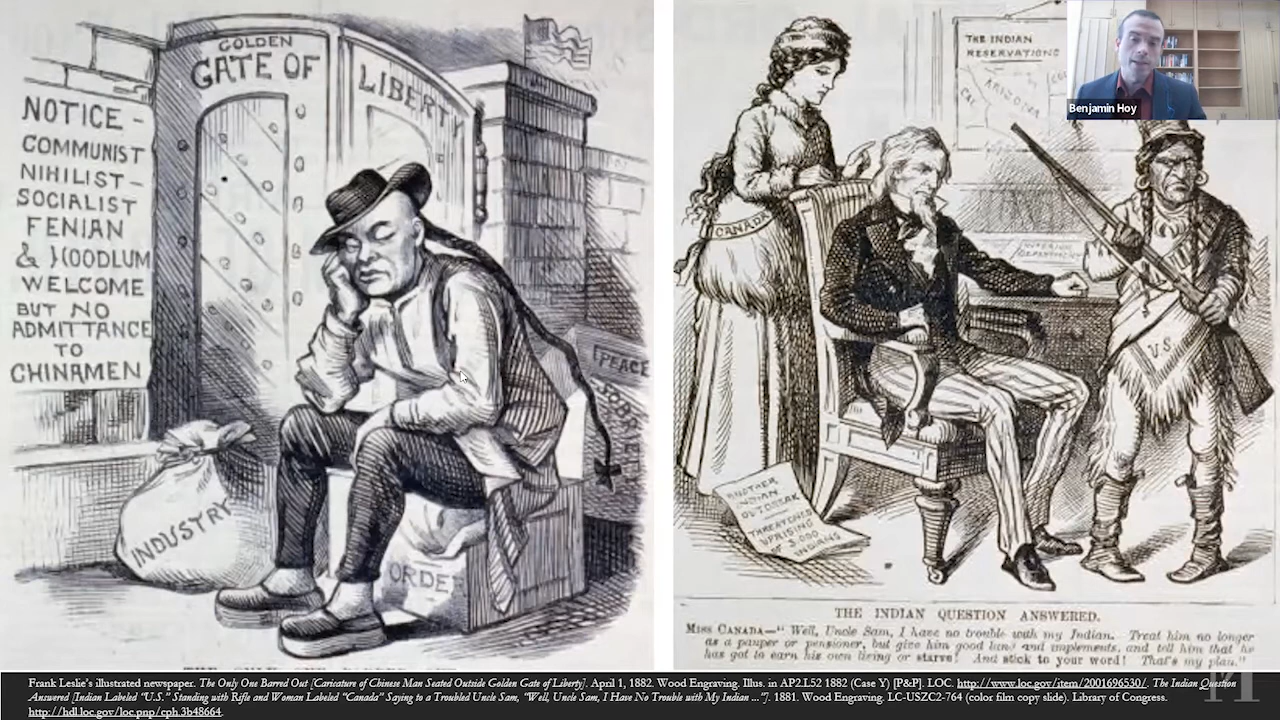 GOLDEN
GATE OF
LIBERTY
NOTICE -
COMMUNIST
NIHILIST -
SOCIALIST
FENIAN
& HOODLUM
WELCOME
BUT NO
ADMITTANCE
TO
CHINAMEN
INDUSTRY
ORDER
PEACE
SOBRIE
THE INDIAN
RESERVATIONS
ARIZONA
CAL
Benjamin Hoy
CANADA
INTERIOR
DEPARTMENT
U.S.
ANOTHER
INDIAN
OUTBREAK
THREATENED
UPRISING
OF 5,000
INDIANS
THE INDIAN QUESTION ANSWERED.
MISS CANADA—" Well, Uncle Sam, I have no trouble with my Indian. Treat him no longer
as a pauper or pensioner, but give him good land and implements, and tell him that he
has got to earn his own living or starve! And stick to your word! That's my plan."
Frank Leslie's illustrated newspaper. The Only One Barred Out [Caricature of Chinese Man Seated Outside Golden Gate of Liberty]. April 1, 1882. Wood Engraving. Illus. in AP2.L52 1882 (Case Y) [P&P]. LOC. http://www.loc.gov/item/2001696530/. The Indian Question
Answered [Indian Labeled "U.S." Standing with Rifle and Woman Labeled "Canada" Saying to a Troubled Uncle Sam, "Well, Uncle Sam, I Have No Trouble with My Indian ... "]. 1881. Wood Engraving. LC-USZC2-764 (color film copy slide). Library of Congress.
http://hdl.loc.gov/loc.pnp/cph.3b48664.